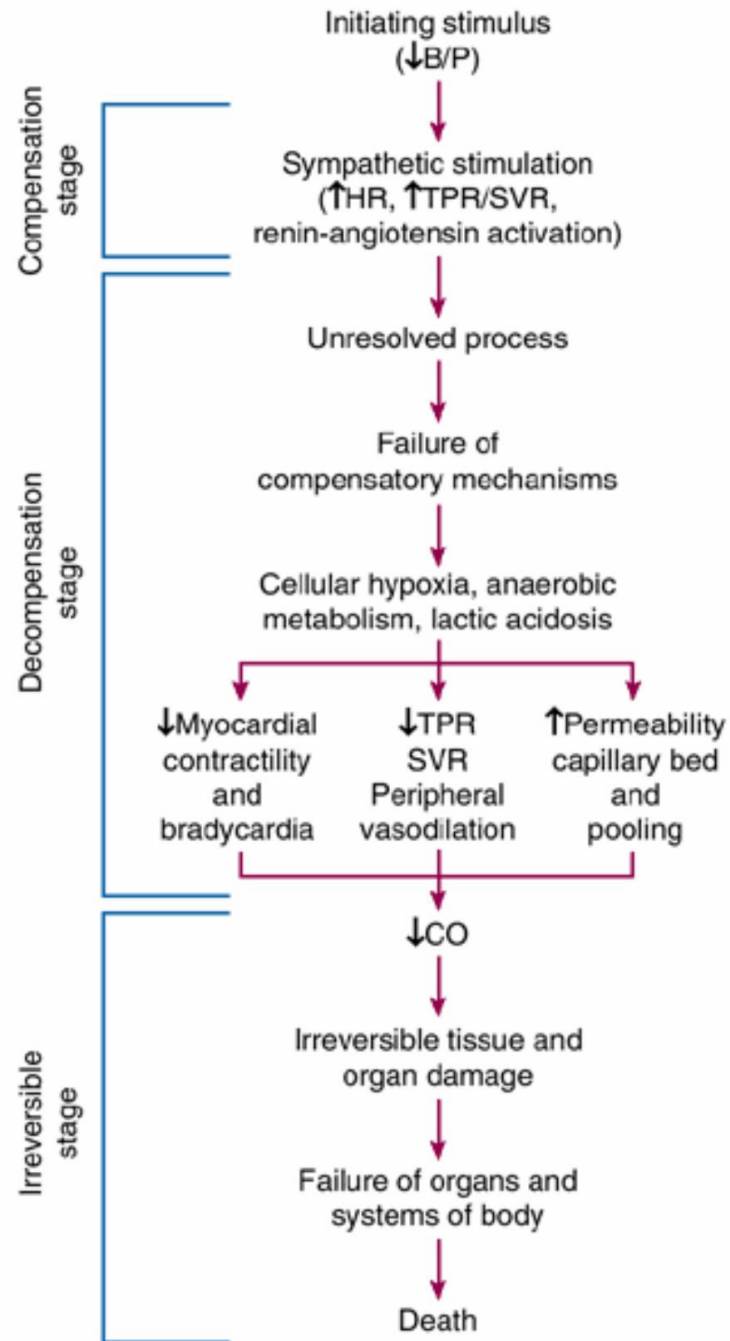 Initiating stimulus
(↓B/P)
Compensation
stage
Sympathetic stimulation
(↑HR, ↑TPR/SVR,
renin-angiotensin activation)
Decompensation
stage
Unresolved process
Failure of
compensatory mechanisms
Cellular hypoxia, anaerobic
metabolism, lactic acidosis
↓Myocardial
contractility
and
bradycardia
↓TPR
SVR
Peripheral
vasodilation
↑Permeability
capillary bed
and
pooling
Irreversible
stage
↓CO
Irreversible tissue and
organ damage
Failure of organs and
systems of body
Death